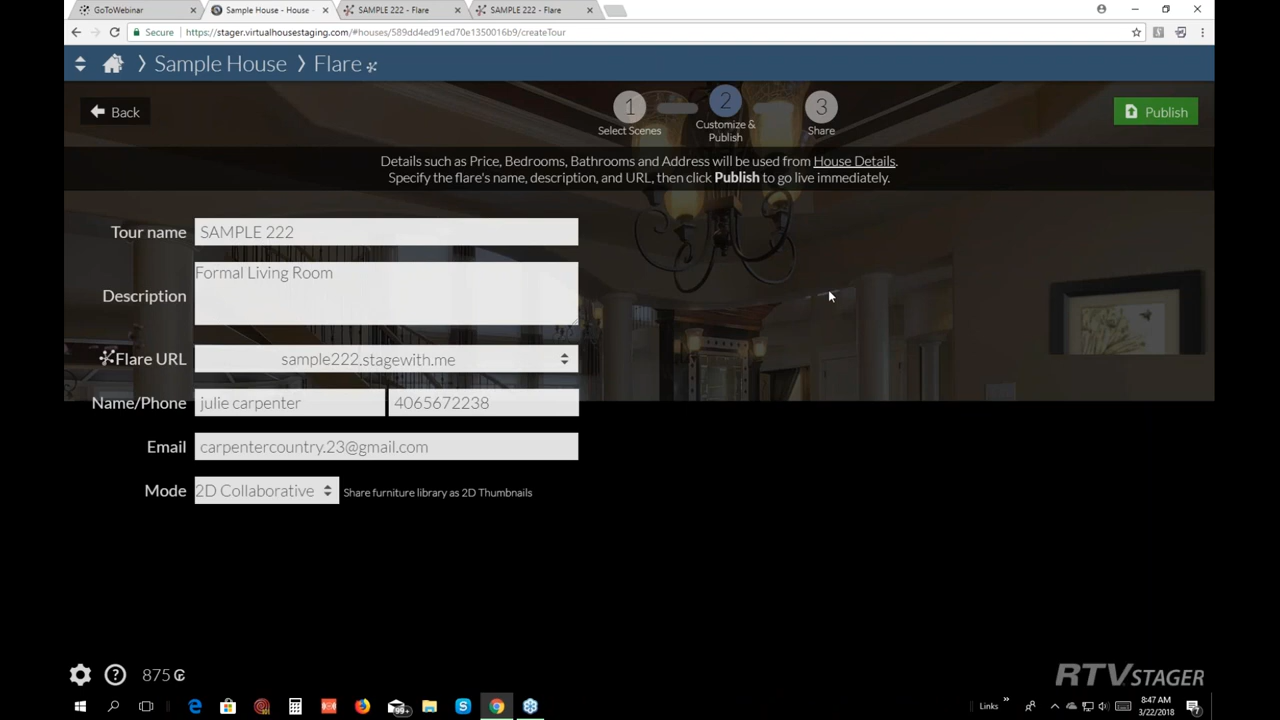 GoToWebinar
Sample House - House
SAMPLE 222 - Flare
SAMPLE 222 - Flare
Secure https://stager.virtualhousestaging.com/#houses/589dd4ed91ed70e1350016b9/createTour
Sample House Flare
Back
1
2
3
Select Scenes
Customize &
Publish
Share
Publish
Details such as Price, Bedrooms, Bathrooms and Address will be used from House Details.
Specify the flare's name, description, and URL, then click Publish to go live immediately.
Tour name SAMPLE 222
Description Formal Living Room
Flare URL sample222.stagewith.me
Name/Phone julie carpenter 4065672238
Email carpentercountry.23@gmail.com
Mode 2D Collaborative Share furniture library as 2D Thumbnails
875
RTVSTAGER
99+
Links
8:47 AM
3/22/2018